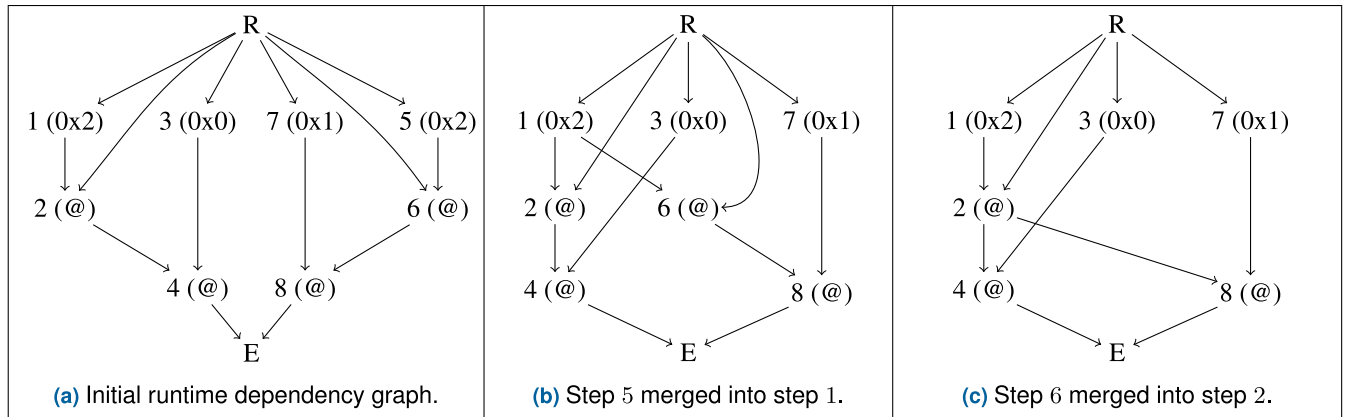 R
1 (0x2) 3 (0x0) 7 (0x1) 5 (0x2)
2 (@) 6 (@)
4 (@) 8 (@)
E
(a) Initial runtime dependency graph.
R
1 (0x2) 3 (0x0) 7 (0x1)
2 (@) 6 (@)
4 (@) 8 (@)
E
(b) Step 5 merged into step 1.
R
1 (0x2) 3 (0x0) 7 (0x1)
2 (@)
4 (@) 8 (@)
E
(c) Step 6 merged into step 2.